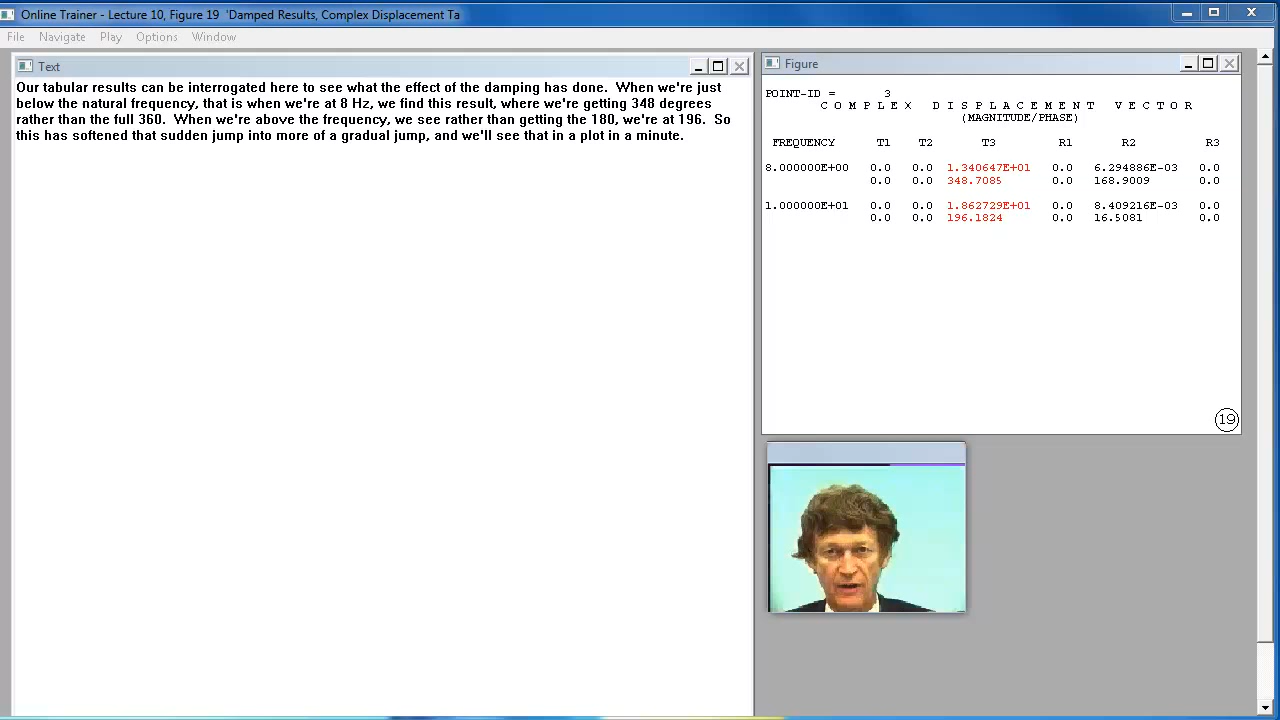 Online Trainer - Lecture 10, Figure 19 'Damped Results, Complex Displacement Ta
File Navigate Play Options Window
Text
Our tabular results can be interrogated here to see what the effect of the damping has done. When we're just
below the natural frequency, that is when we're at 8 Hz, we find this result, where we're getting 348 degrees
rather than the full 360. When we're above the frequency, we see rather than getting the 180, we're at 196. So
this has softened that sudden jump into more of a gradual jump, and we'll see that in a plot in a minute.
Figure
POINT-ID = 3
C O M P L E X D I S P L A C E M E N T V E C T O R
(MAGNITUDE/PHASE)
FREQUENCY T1 T2 T3 R1 R2 R3
8.000000E+00 0.0 0.0 1.340647E+01 0.0 6.294886E-03 0.0
0.0 0.0 348.7085 0.0 168.9009 0.0
1.000000E+01 0.0 0.0 1.862729E+01 0.0 8.409216E-03 0.0
0.0 0.0 196.1824 0.0 16.5081 0.0
19